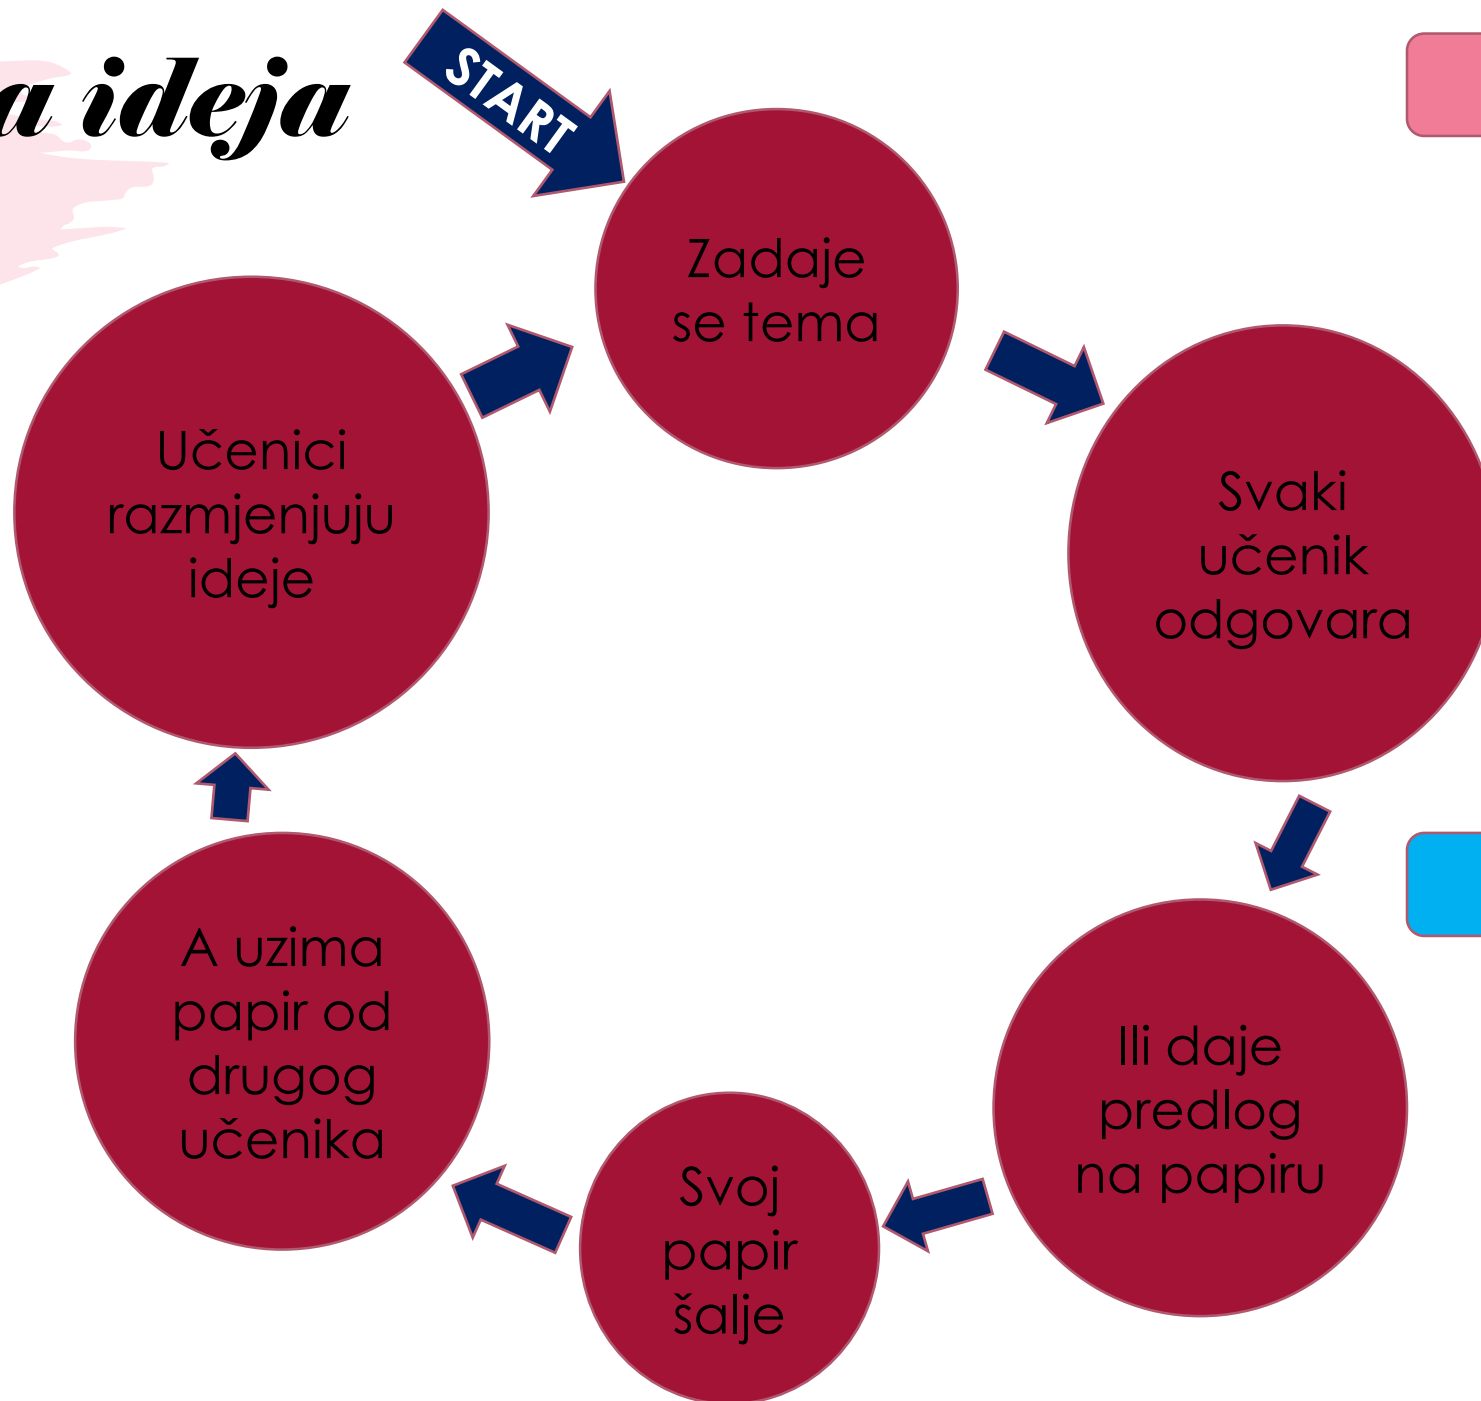 a ideja
START
Zadaje
se tema
Svaki
učenik
odgovara
Ili daje
predlog
na papiru
Svoj
papir
šalje
A uzima
papir od
drugog
učenika
Učenici
razmjenjuju
ideje